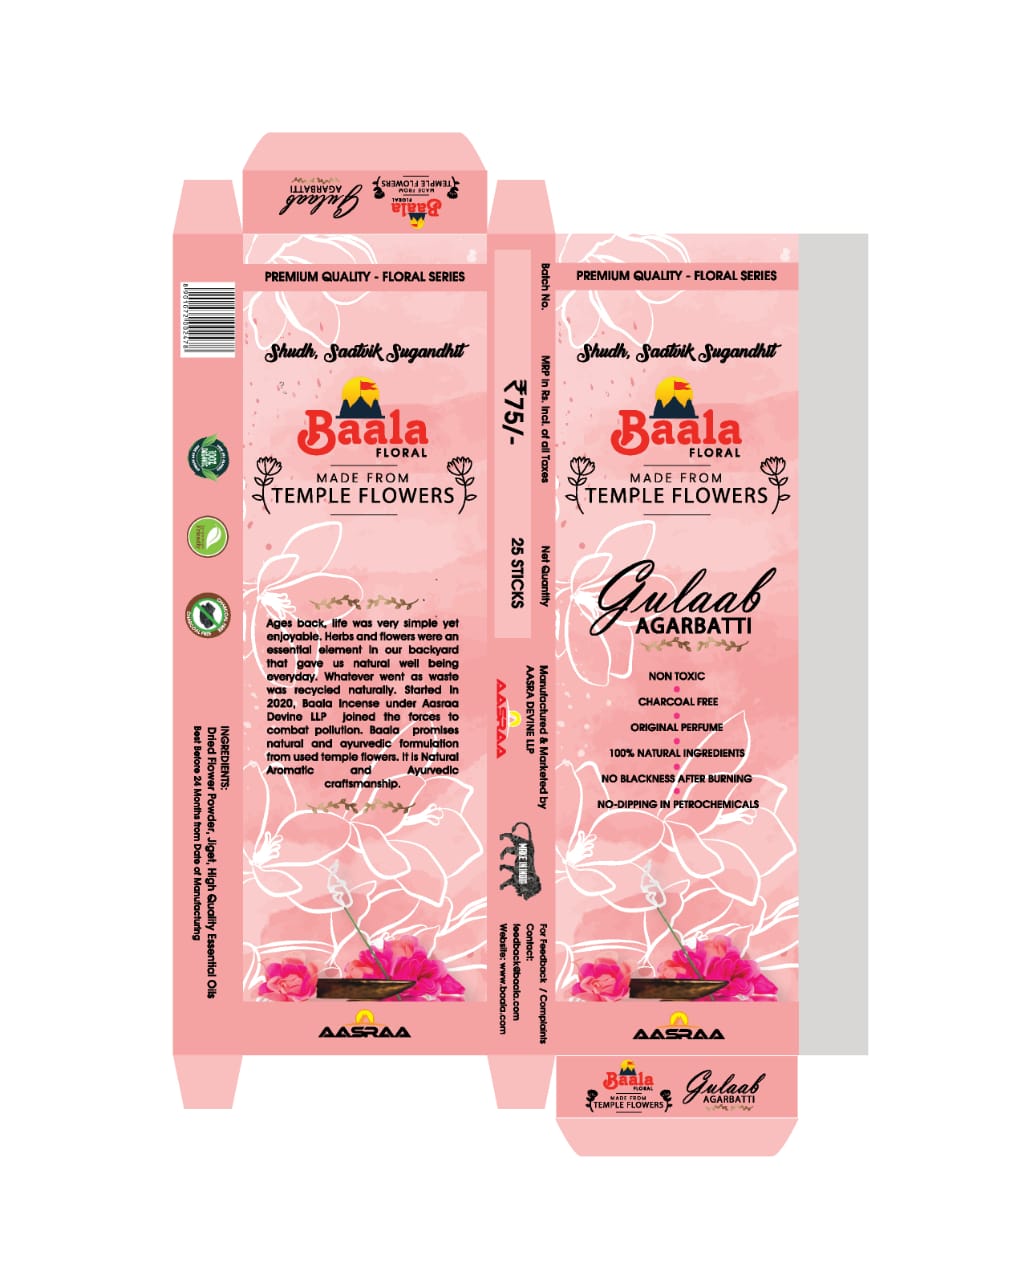 Gulaab
AGARBATTI
Baala
FLORAL
MADE FROM
TEMPLE FLOWERS
8901072002478
INGREDIENTS:
Dried Flower Powder, Jiget, High Quality Essential Oils
Best Before 24 Months from Date of Manufacturing
CHARCOAL FREE
CHARCOAL FREE
PREMIUM QUALITY - FLORAL SERIES
Shudh, Saatvik Sugandhit
Baala
FLORAL
MADE FROM
TEMPLE FLOWERS
Ages back, life was very simple yet
enjoyable. Herbs and flowers were an
essential element in our backyard
that gave us natural well being
everyday. Whatever went as waste
was recycled naturally. Started in
2020, Baala Incense under Aasraa
Devine LLP joined the forces to
combat pollution. Baala promises
natural and ayurvedic formulation
from used temple flowers. It is Natural
Aromatic and Ayurvedic
craftsmanship.
AASRAA
Batch No.
MRP In Rs. Incl. of all Taxes
₹75/-
Net Quantity
25 STICKS
Manufactured & Marketed by
AASRA DEVINE LLP
AASRAA
MAKE IN INDIA
For Feedback / Complaints
Contact:
feedback@baala.com
Website: www.baala.com
PREMIUM QUALITY - FLORAL SERIES
Shudh, Saatvik Sugandhit
Baala
FLORAL
MADE FROM
TEMPLE FLOWERS
Gulaab
AGARBATTI
NON TOXIC
CHARCOAL FREE
ORIGINAL PERFUME
100% NATURAL INGREDIENTS
NO BLACKNESS AFTER BURNING
NO-DIPPING IN PETROCHEMICALS
AASRAA
Baala
FLORAL
MADE FROM
TEMPLE FLOWERS
Gulaab
AGARBATTI